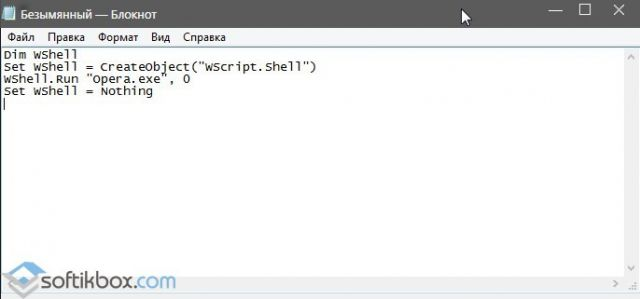 Безымянный — Блокнот
Файл Правка Формат Вид Справка
Dim WShell
Set WShell = CreateObject("WScript.Shell")
WShell.Run "Opera.exe", 0
Set WShell = Nothing
softikbox.com